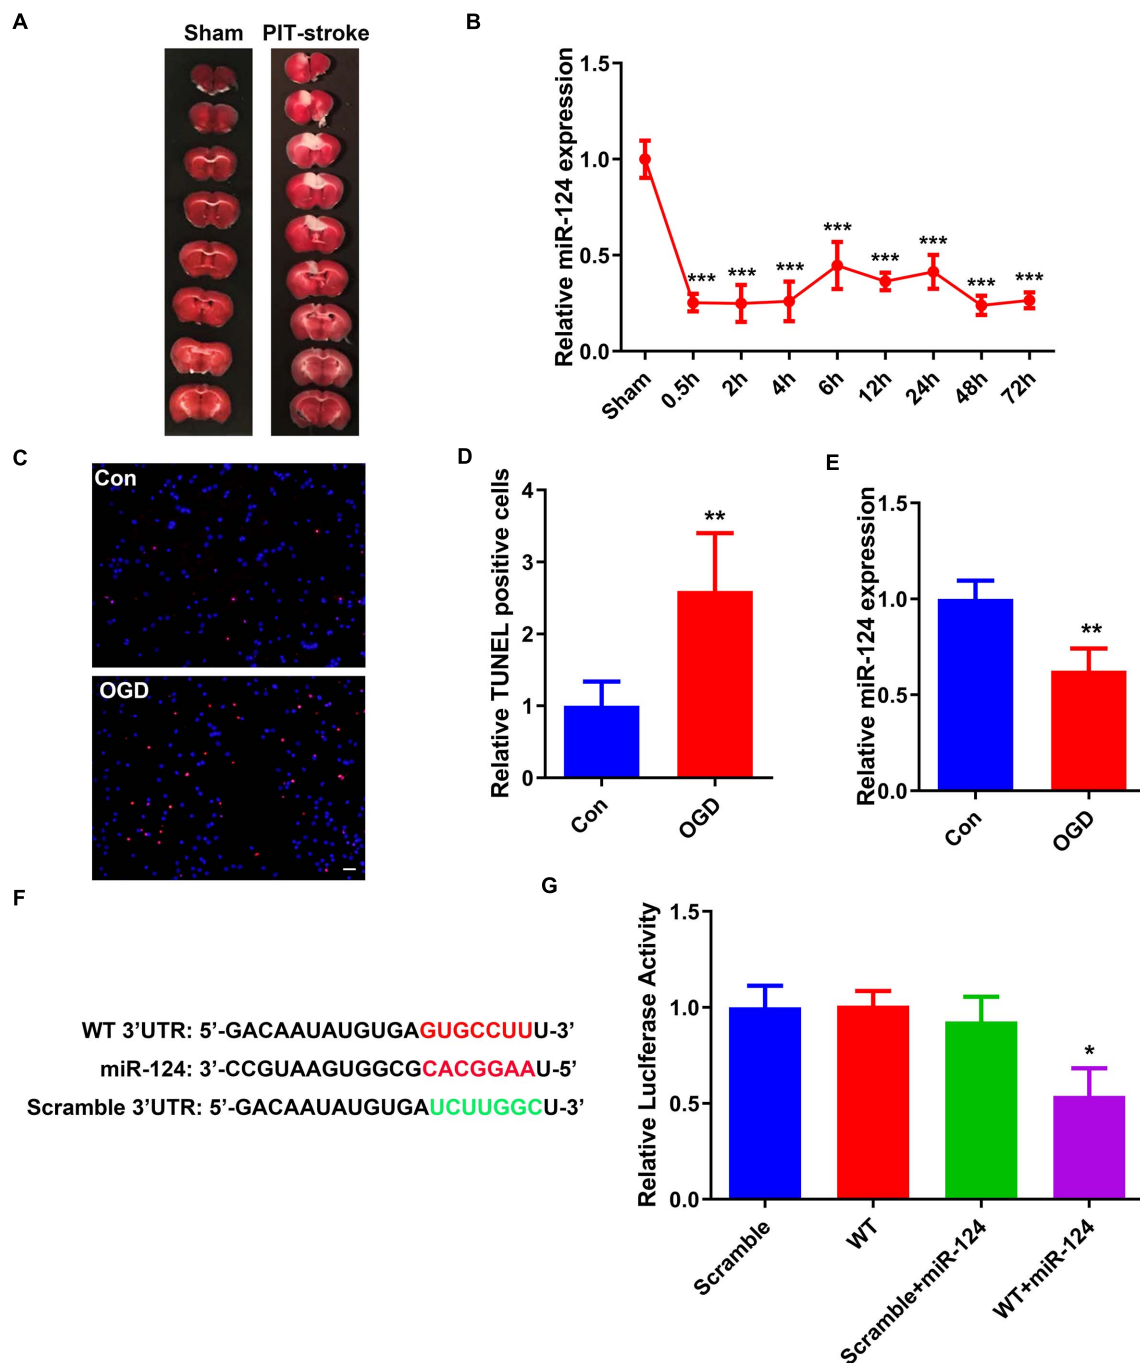 A
Sham PIT-stroke
B
Relative miR-124 expression
1.5
1.0
0.5
0.0
***
***
***
***
***
***
***
***
Sham
0.5h
2h
4h
6h
12h
24h
48h
72h
C
Con
OGD
D
Relative TUNEL positive cells
4
3
2
1
0
**
Con
OGD
E
Relative miR-124 expression
1.5
1.0
0.5
0.0
**
Con
OGD
F
WT 3’UTR: 5’-GACAAUAUGUGAGUGCCUUU-3’
miR-124: 3’-CCGUAAGUGGCGCACGGAAU-5’
Scramble 3’UTR: 5’-GACAAUAUGUGAUCUUGGCU-3’
G
Relative Luciferase Activity
1.5
1.0
0.5
0.0
*
Scramble
WT
Scramble+miR-124
WT+miR-124